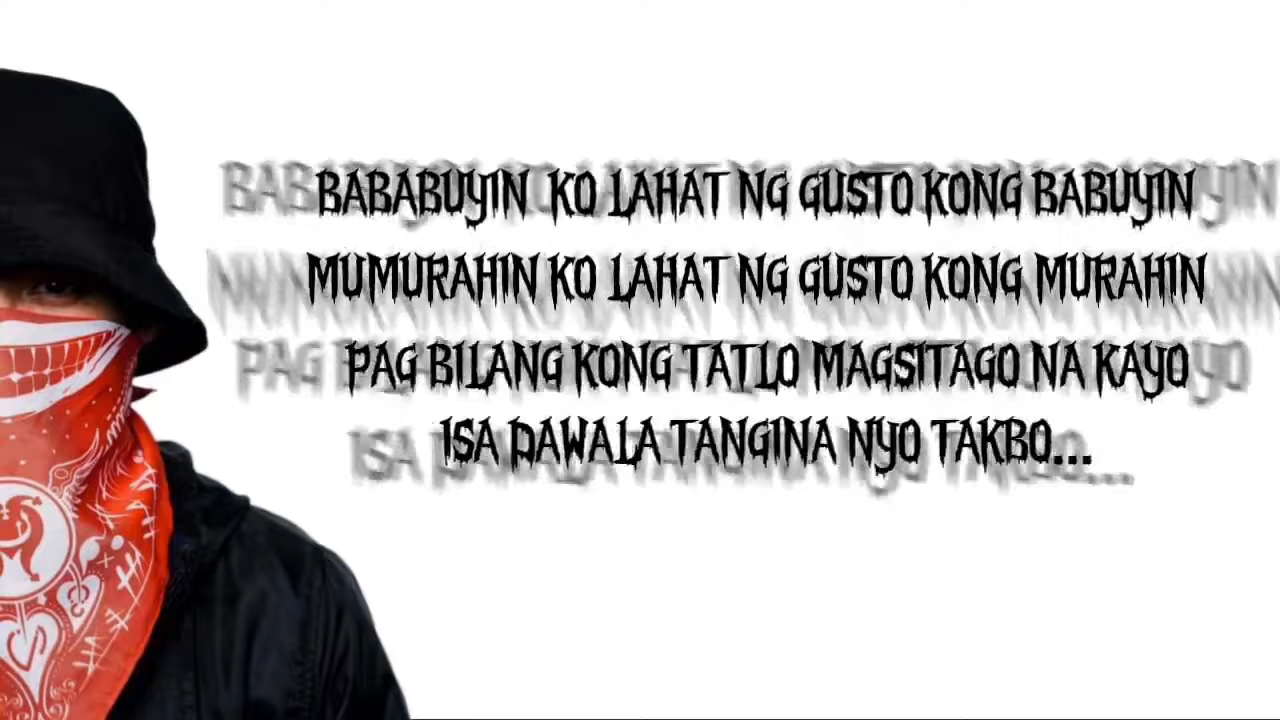 BABABUYIN KO LAHAT NG GUSTO KONG BABUYIN
MUMURAHIN KO LAHAT NG GUSTO KONG MURAHIN
PAG BILANG KONG TATLO MAGSITAGO NA KAYO
ISA DAWALA TANGINA NYO TAKBO...